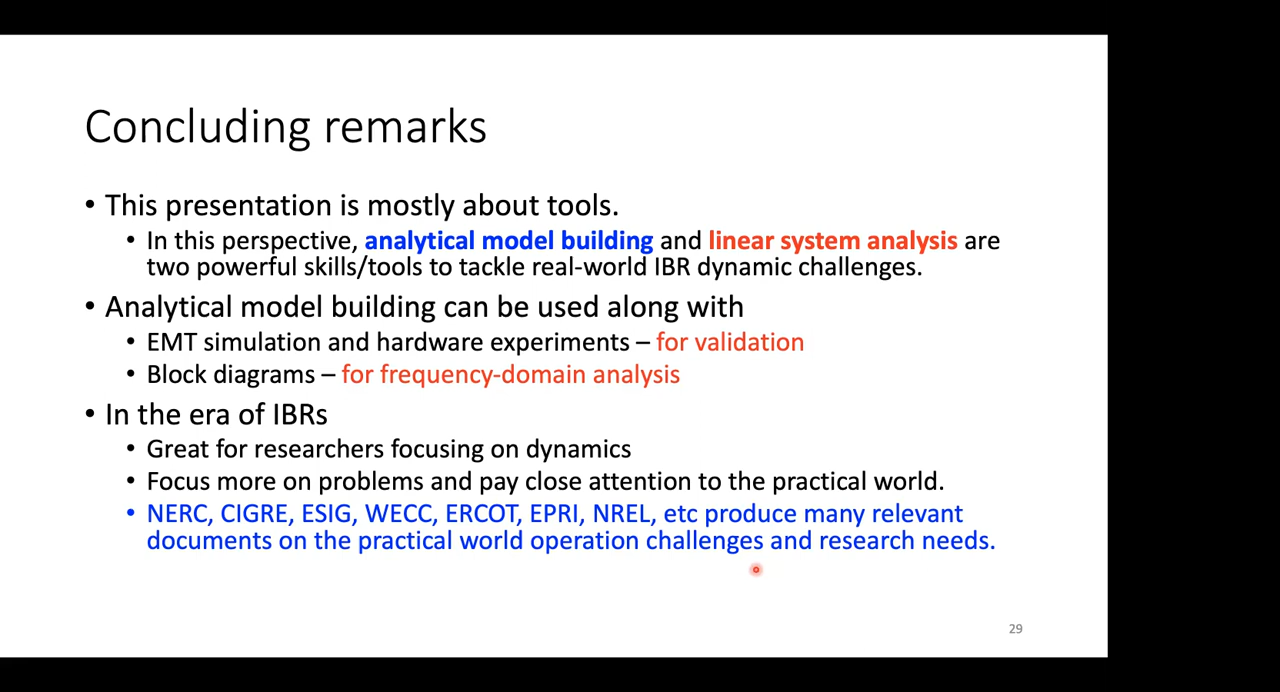 Concluding remarks
• This presentation is mostly about tools.
• In this perspective, analytical model building and linear system analysis are
two powerful skills/tools to tackle real-world IBR dynamic challenges.
• Analytical model building can be used along with
• EMT simulation and hardware experiments – for validation
• Block diagrams – for frequency-domain analysis
• In the era of IBRs
• Great for researchers focusing on dynamics
• Focus more on problems and pay close attention to the practical world.
• NERC, CIGRE, ESIG, WECC, ERCOT, EPRI, NREL, etc produce many relevant
documents on the practical world operation challenges and research needs.
29